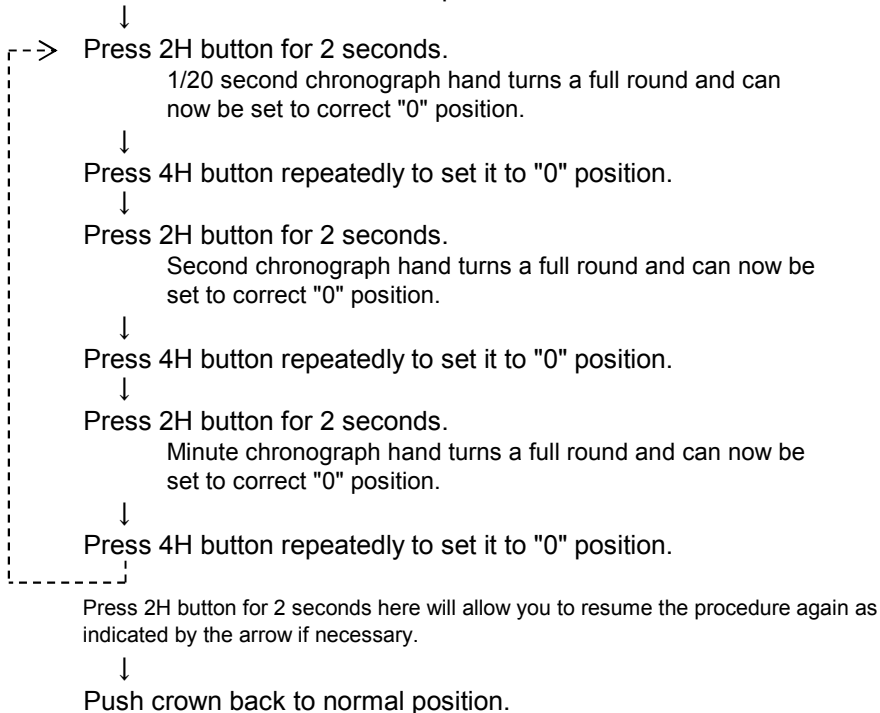 Press 2H button for 2 seconds.
1/20 second chronograph hand turns a full round and can
now be set to correct "0" position.
Press 4H button repeatedly to set it to "0" position.
Press 2H button for 2 seconds.
Second chronograph hand turns a full round and can now be
set to correct "0" position.
Press 4H button repeatedly to set it to "0" position.
Press 2H button for 2 seconds.
Minute chronograph hand turns a full round and can now be
set to correct "0" position.
Press 4H button repeatedly to set it to "0" position.
Press 2H button for 2 seconds here will allow you to resume the procedure again as
indicated by the arrow if necessary.
Push crown back to normal position.